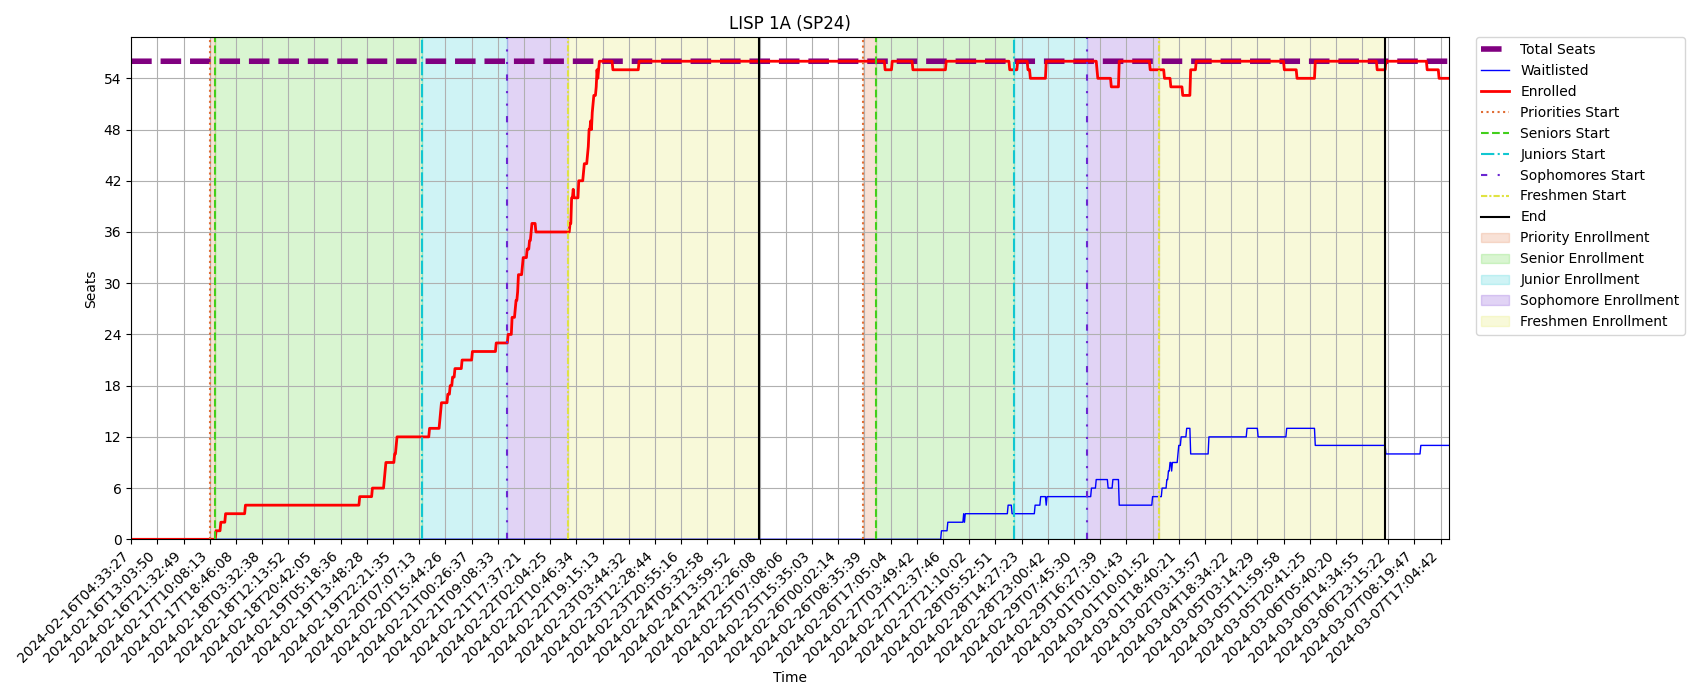 LISP 1A (SP24)
Seats
54
48
42
36
30
24
18
12
6
0
2024-02-16T04:33:27
2024-02-16T13:03:50
2024-02-16T21:32:49
2024-02-17T10:08:13
2024-02-17T18:46:08
2024-02-18T03:32:38
2024-02-18T12:13:52
2024-02-18T20:42:05
2024-02-19T05:18:36
2024-02-19T13:48:28
2024-02-19T22:21:35
2024-02-20T07:07:13
2024-02-20T15:44:26
2024-02-21T00:26:37
2024-02-21T09:08:33
2024-02-21T17:37:21
2024-02-22T02:04:25
2024-02-22T10:46:34
2024-02-22T19:15:13
2024-02-23T03:44:32
2024-02-23T12:28:44
2024-02-23T20:55:16
2024-02-24T05:32:58
2024-02-24T13:59:52
2024-02-24T22:26:08
2024-02-25T07:08:06
2024-02-25T15:35:03
2024-02-26T00:02:14
2024-02-26T08:35:39
2024-02-26T17:05:04
2024-02-27T03:49:42
2024-02-27T12:37:46
2024-02-27T21:10:02
2024-02-28T05:52:51
2024-02-28T14:27:23
2024-02-28T23:00:42
2024-02-29T07:45:30
2024-02-29T16:27:39
2024-03-01T01:01:43
2024-03-01T10:01:52
2024-03-01T18:40:21
2024-03-02T03:13:57
2024-03-04T18:34:22
2024-03-05T03:14:29
2024-03-05T11:59:58
2024-03-05T20:41:25
2024-03-06T05:40:20
2024-03-06T14:34:55
2024-03-06T23:15:22
2024-03-07T08:19:47
2024-03-07T17:04:42
Time
Total Seats
Waitlisted
Enrolled
Priorities Start
Seniors Start
Juniors Start
Sophomores Start
Freshmen Start
End
Priority Enrollment
Senior Enrollment
Junior Enrollment
Sophomore Enrollment
Freshmen Enrollment